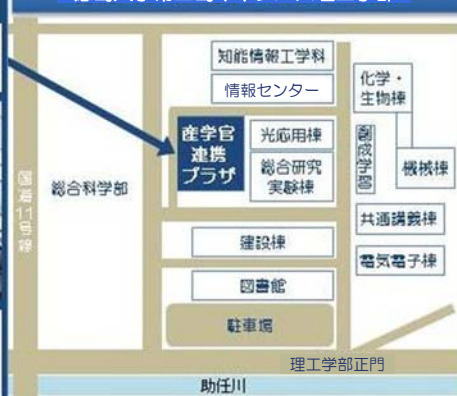 知能情報工学科
情報センター
化学・
生物棟
産学官
連携
プラザ
光応用棟
総合研究
実験棟
創成学習
機械棟
国道11号線
総合科学部
共通講義棟
建設棟
電気電子棟
図書館
駐車場
理工学部正門
助任川